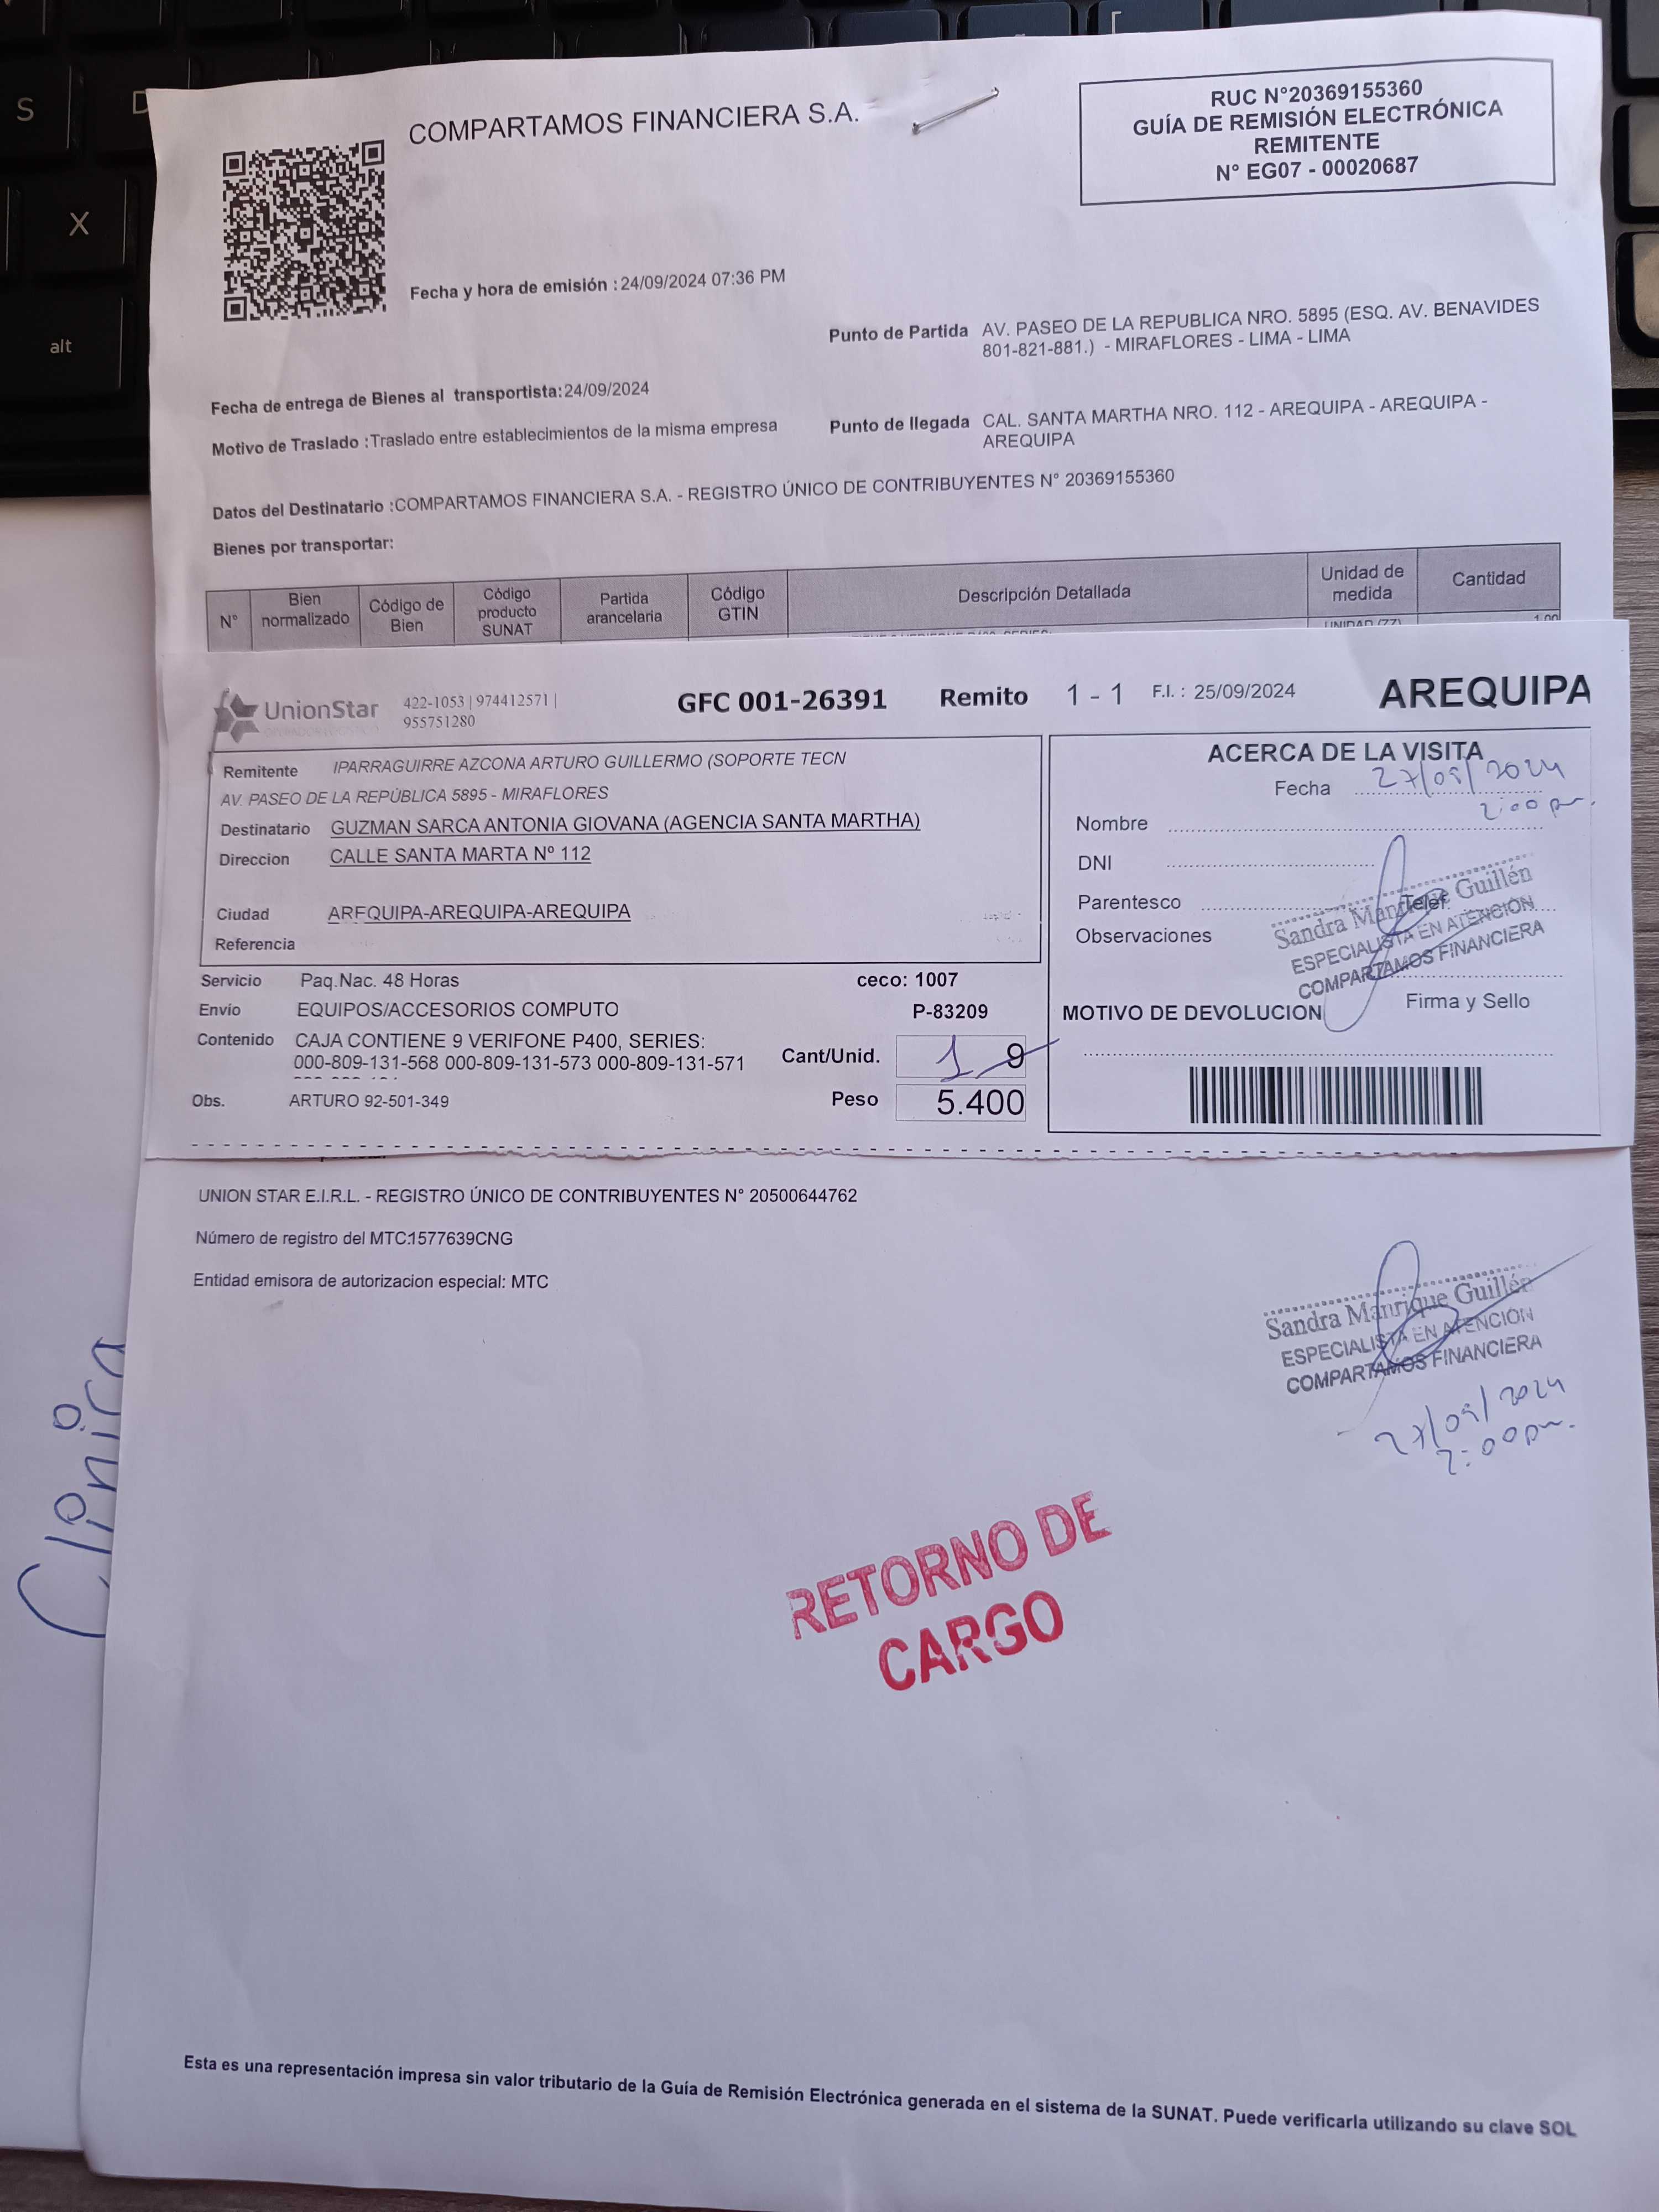 S
D
[
X
alt
COMPARTAMOS FINANCIERA S.A.
RUC N°20369155360
GUÍA DE REMISIÓN ELECTRÓNICA
REMITENTE
N° EG07 - 00020687
Fecha y hora de emisión : 24/09/2024 07:36 PM
Punto de Partida AV. PASEO DE LA REPUBLICA NRO. 5895 (ESQ. AV. BENAVIDES
801-821-881.) - MIRAFLORES - LIMA - LIMA
Fecha de entrega de Bienes al transportista: 24/09/2024
Motivo de Traslado : Traslado entre establecimientos de la misma empresa
Punto de llegada CAL. SANTA MARTHA NRO. 112 - AREQUIPA - AREQUIPA -
AREQUIPA
Datos del Destinatario : COMPARTAMOS FINANCIERA S.A. - REGISTRO ÚNICO DE CONTRIBUYENTES N° 20369155360
Bienes por transportar:
N°
Bien
normalizado
Código de
Bien
Código
producto
SUNAT
Partida
arancelaria
Código
GTIN
Descripción Detallada
Unidad de
medida
Cantidad
UNIDAD (ZZ)
1.00
UnionStar
422-1053 | 974412571 |
955751280
GFC 001-26391 Remito 1 - 1 F.I. : 25/09/2024 AREQUIPA
Remitente IPARRAGUIRRE AZCONA ARTURO GUILLERMO (SOPORTE TECN
AV. PASEO DE LA REPÚBLICA 5895 - MIRAFLORES
Destinatario GUZMAN SARCA ANTONIA GIOVANA (AGENCIA SANTA MARTHA)
Direccion CALLE SANTA MARTA Nº 112
Ciudad AREQUIPA-AREQUIPA-AREQUIPA
Referencia
Servicio Paq.Nac. 48 Horas ceco: 1007
Envío EQUIPOS/ACCESORIOS COMPUTO P-83209
Contenido CAJA CONTIENE 9 VERIFONE P400, SERIES:
000-809-131-568 000-809-131-573 000-809-131-571
Cant/Unid. 1 9
Obs. ARTURO 92-501-349
Peso 5.400
ACERCA DE LA VISITA
Fecha 27/09/2024
2:00 pm.
Nombre
DNI
Parentesco Telef.
Observaciones
Sandra Manrique Guillén
ESPECIALISTA EN ATENCIÓN
COMPARTAMOS FINANCIERA
Firma y Sello
MOTIVO DE DEVOLUCION
UNION STAR E.I.R.L. - REGISTRO ÚNICO DE CONTRIBUYENTES N° 20500644762
Número de registro del MTC:1577639CNG
Entidad emisora de autorizacion especial: MTC
Sandra Manrique Guillén
ESPECIALISTA EN ATENCIÓN
COMPARTAMOS FINANCIERA
27/09/2024
2:00pm.
Clínica
RETORNO DE
CARGO
Esta es una representación impresa sin valor tributario de la Guía de Remisión Electrónica generada en el sistema de la SUNAT. Puede verificarla utilizando su clave SOL